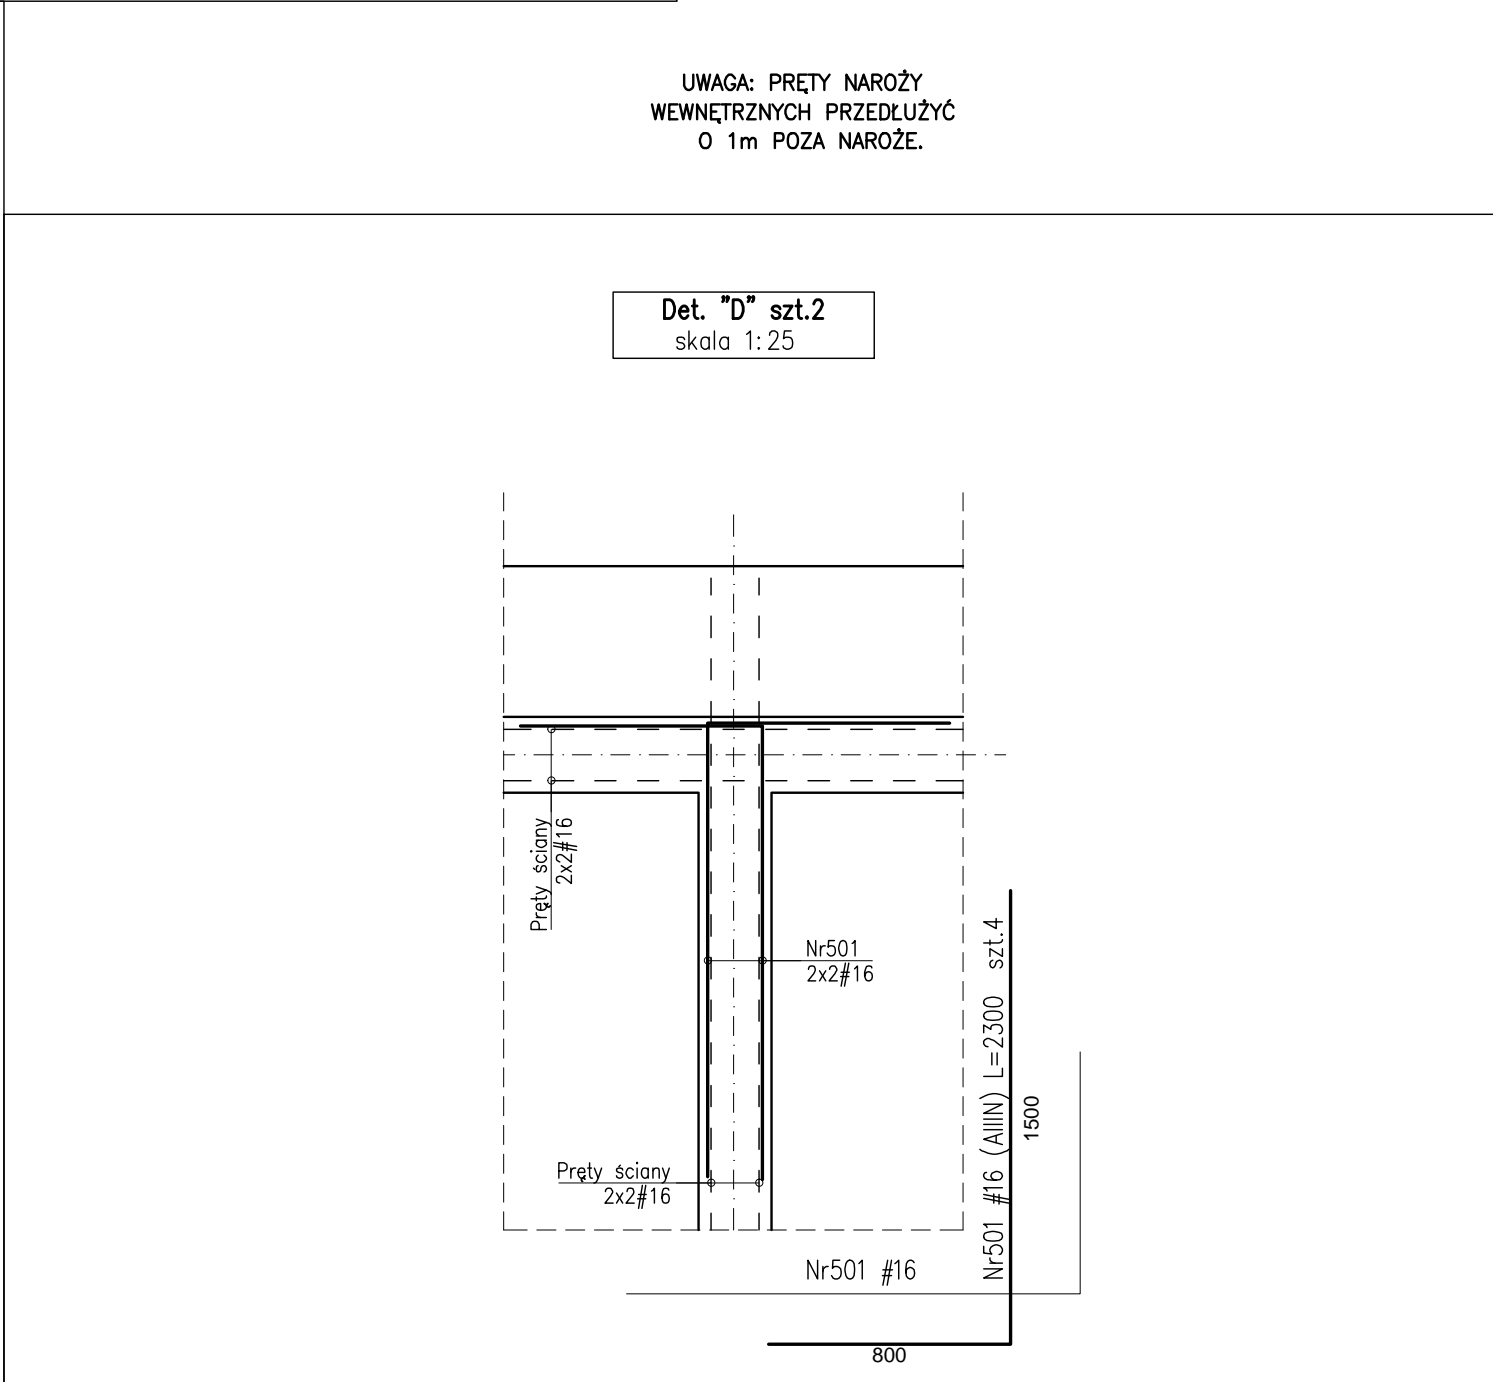 UWAGA: PRĘTY NAROŻY
WEWNĘTRZNYCH PRZEDŁUŻYĆ
O 1m POZA NAROŻE.
Det. "D" szt.2
skala 1:25
Pręty ściany
2x2#16
Nr501
2x2#16
Pręty ściany
2x2#16
Nr501 #16 (AIIIN) L=2300 szt.4
1500
Nr501 #16
800